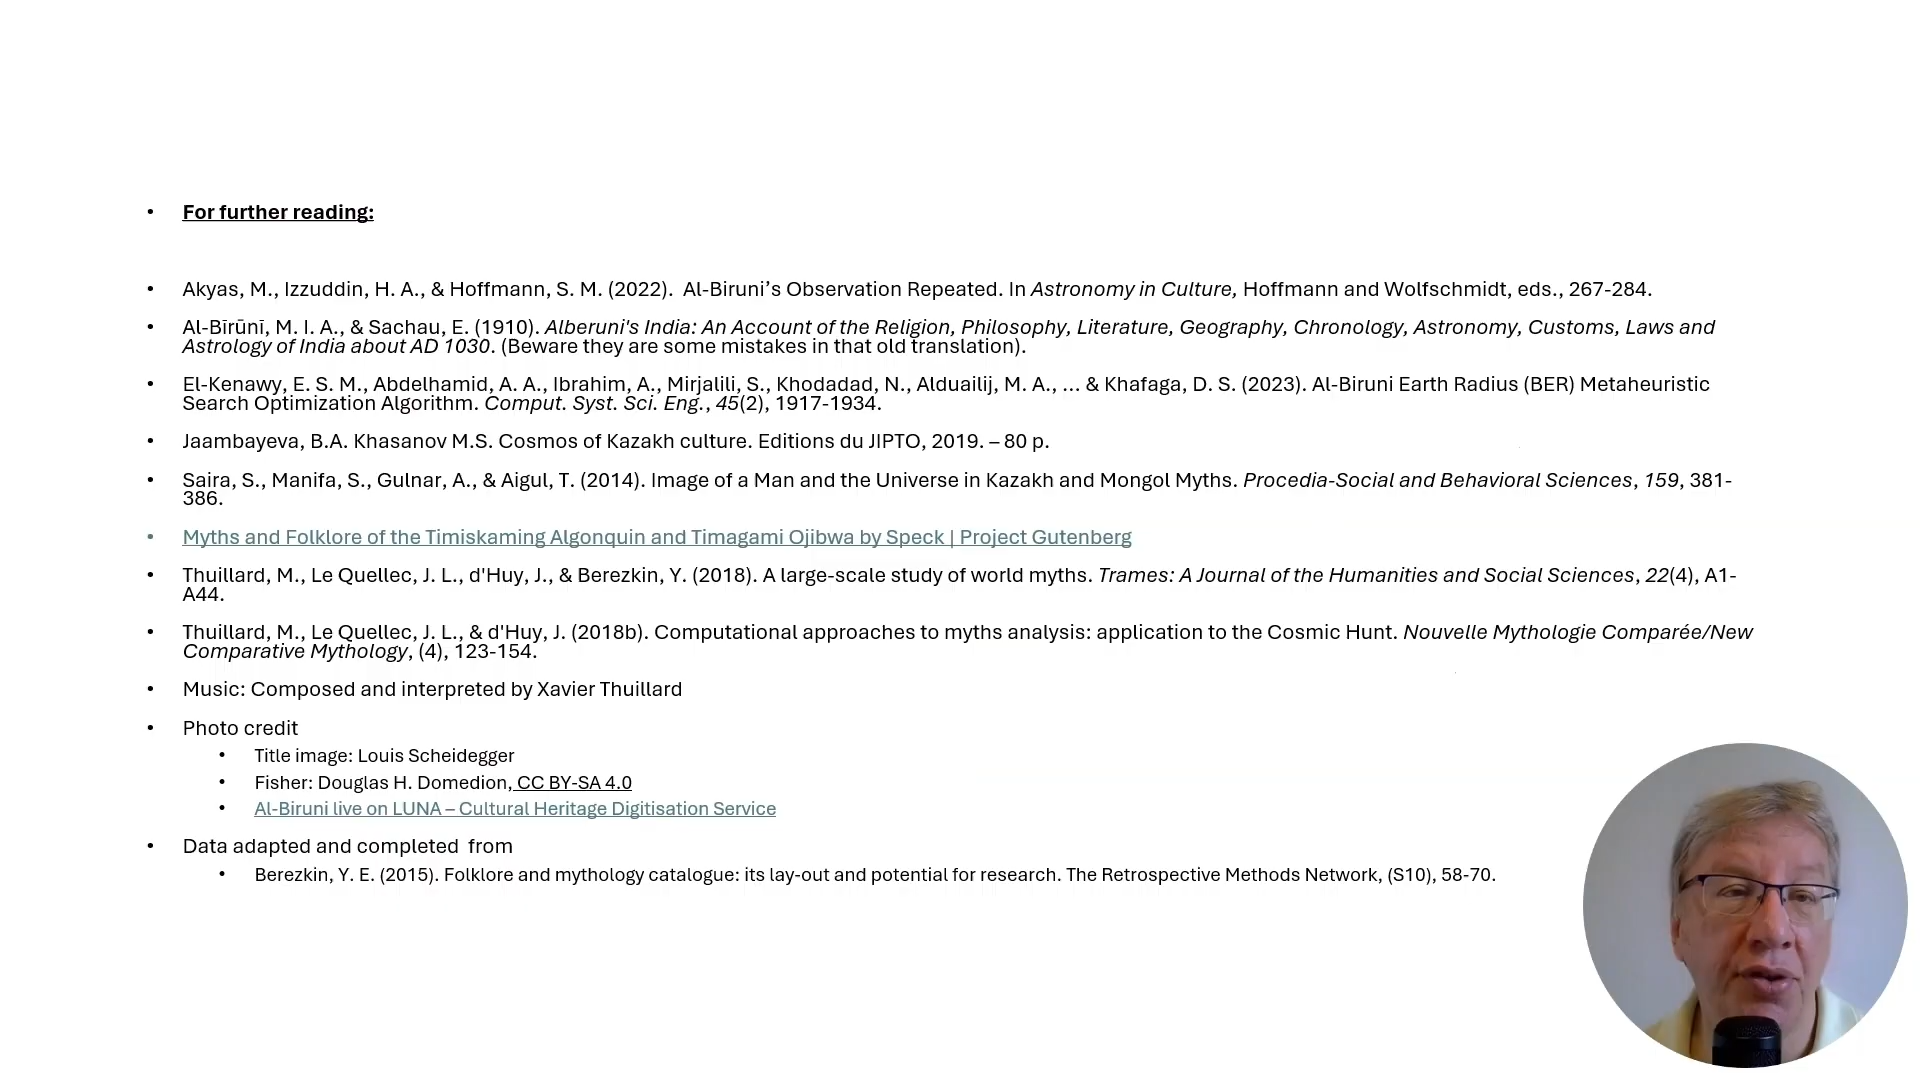 • For further reading:
• Akyas, M., Izzuddin, H. A., & Hoffmann, S. M. (2022).  Al-Biruni’s Observation Repeated. In Astronomy in Culture, Hoffmann and Wolfschmidt, eds., 267-284.
• Al-Bīrūnī, M. I. A., & Sachau, E. (1910). Alberuni's India: An Account of the Religion, Philosophy, Literature, Geography, Chronology, Astronomy, Customs, Laws and
Astrology of India about AD 1030. (Beware they are some mistakes in that old translation).
• El-Kenawy, E. S. M., Abdelhamid, A. A., Ibrahim, A., Mirjalili, S., Khodadad, N., Alduailij, M. A., ... & Khafaga, D. S. (2023). Al-Biruni Earth Radius (BER) Metaheuristic
Search Optimization Algorithm. Comput. Syst. Sci. Eng., 45(2), 1917-1934.
• Jaambayeva, B.A. Khasanov M.S. Cosmos of Kazakh culture. Editions du JIPTO, 2019. – 80 p.
• Saira, S., Manifa, S., Gulnar, A., & Aigul, T. (2014). Image of a Man and the Universe in Kazakh and Mongol Myths. Procedia-Social and Behavioral Sciences, 159, 381-
386.
• Myths and Folklore of the Timiskaming Algonquin and Timagami Ojibwa by Speck | Project Gutenberg
• Thuillard, M., Le Quellec, J. L., d'Huy, J., & Berezkin, Y. (2018). A large-scale study of world myths. Trames: A Journal of the Humanities and Social Sciences, 22(4), A1-
A44.
• Thuillard, M., Le Quellec, J. L., & d'Huy, J. (2018b). Computational approaches to myths analysis: application to the Cosmic Hunt. Nouvelle Mythologie Comparée/New
Comparative Mythology, (4), 123-154.
• Music: Composed and interpreted by Xavier Thuillard
• Photo credit
• Title image: Louis Scheidegger
• Fisher: Douglas H. Domedion, CC BY-SA 4.0
• Al-Biruni live on LUNA – Cultural Heritage Digitisation Service
• Data adapted and completed  from
• Berezkin, Y. E. (2015). Folklore and mythology catalogue: its lay-out and potential for research. The Retrospective Methods Network, (S10), 58-70.